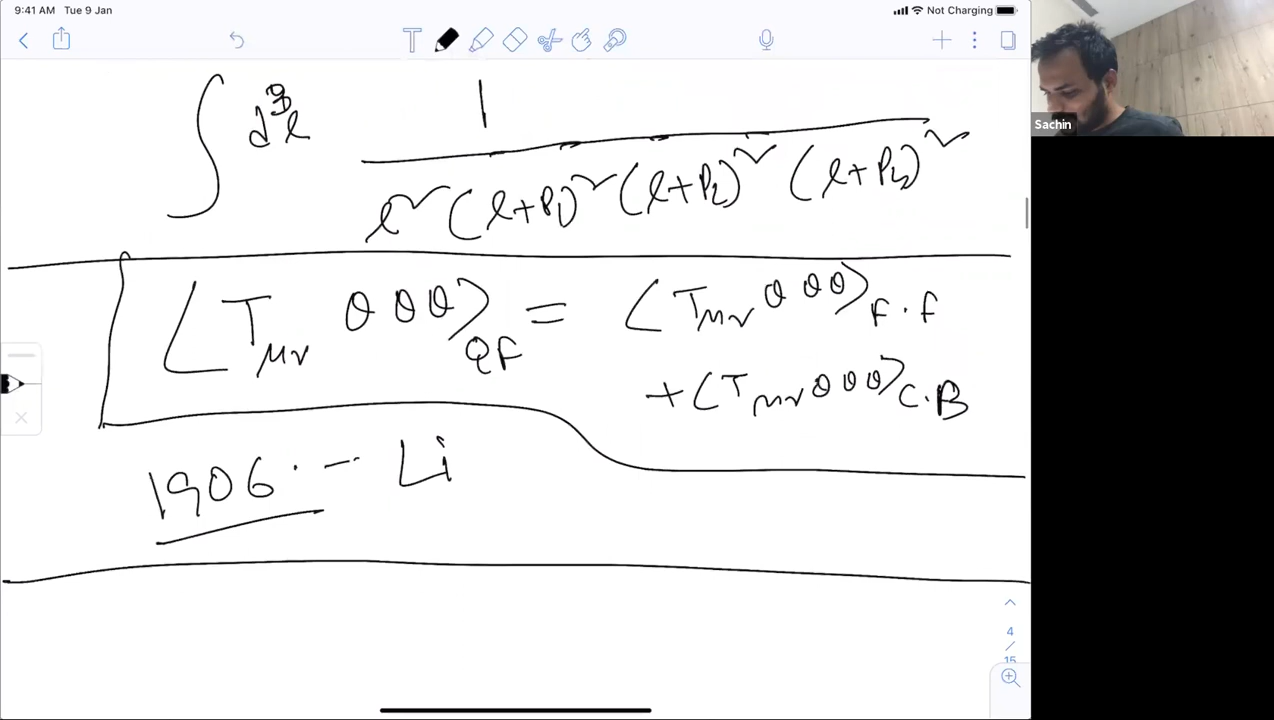 9:41 AM Tue 9 Jan
Not Charging
Sachin
∫ d³l 1 / l² (l+P₁)² (l+P₂)² (l+P₃)²
⟨T_μν O O O⟩_QF = ⟨T_μν O O O⟩_F.F
+ ⟨T_μν O O O⟩_C.B
1906. -- Li
4
/
15